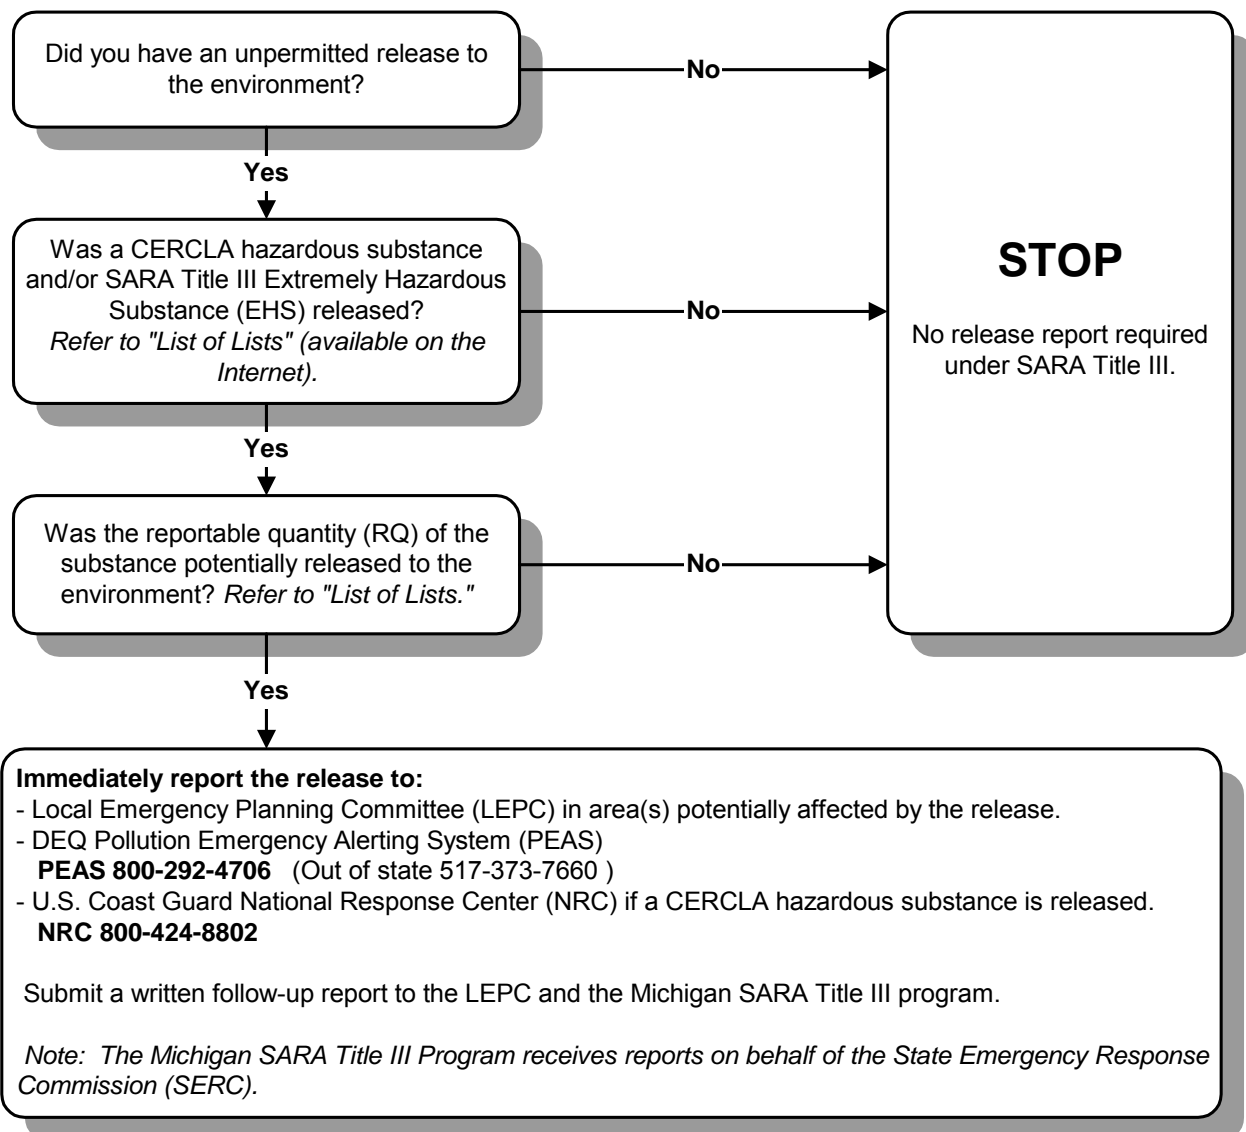 Did you have an unpermitted release to
the environment?
No
Yes
Was a CERCLA hazardous substance
and/or SARA Title III Extremely Hazardous
Substance (EHS) released?
Refer to "List of Lists" (available on the
Internet).
No
STOP
No release report required
under SARA Title III.
Yes
Was the reportable quantity (RQ) of the
substance potentially released to the
environment? Refer to "List of Lists."
No
Yes
Immediately report the release to:
- Local Emergency Planning Committee (LEPC) in area(s) potentially affected by the release.
- DEQ Pollution Emergency Alerting System (PEAS)
PEAS 800-292-4706 (Out of state 517-373-7660 )
- U.S. Coast Guard National Response Center (NRC) if a CERCLA hazardous substance is released.
NRC 800-424-8802
Submit a written follow-up report to the LEPC and the Michigan SARA Title III program.
Note: The Michigan SARA Title III Program receives reports on behalf of the State Emergency Response
Commission (SERC).